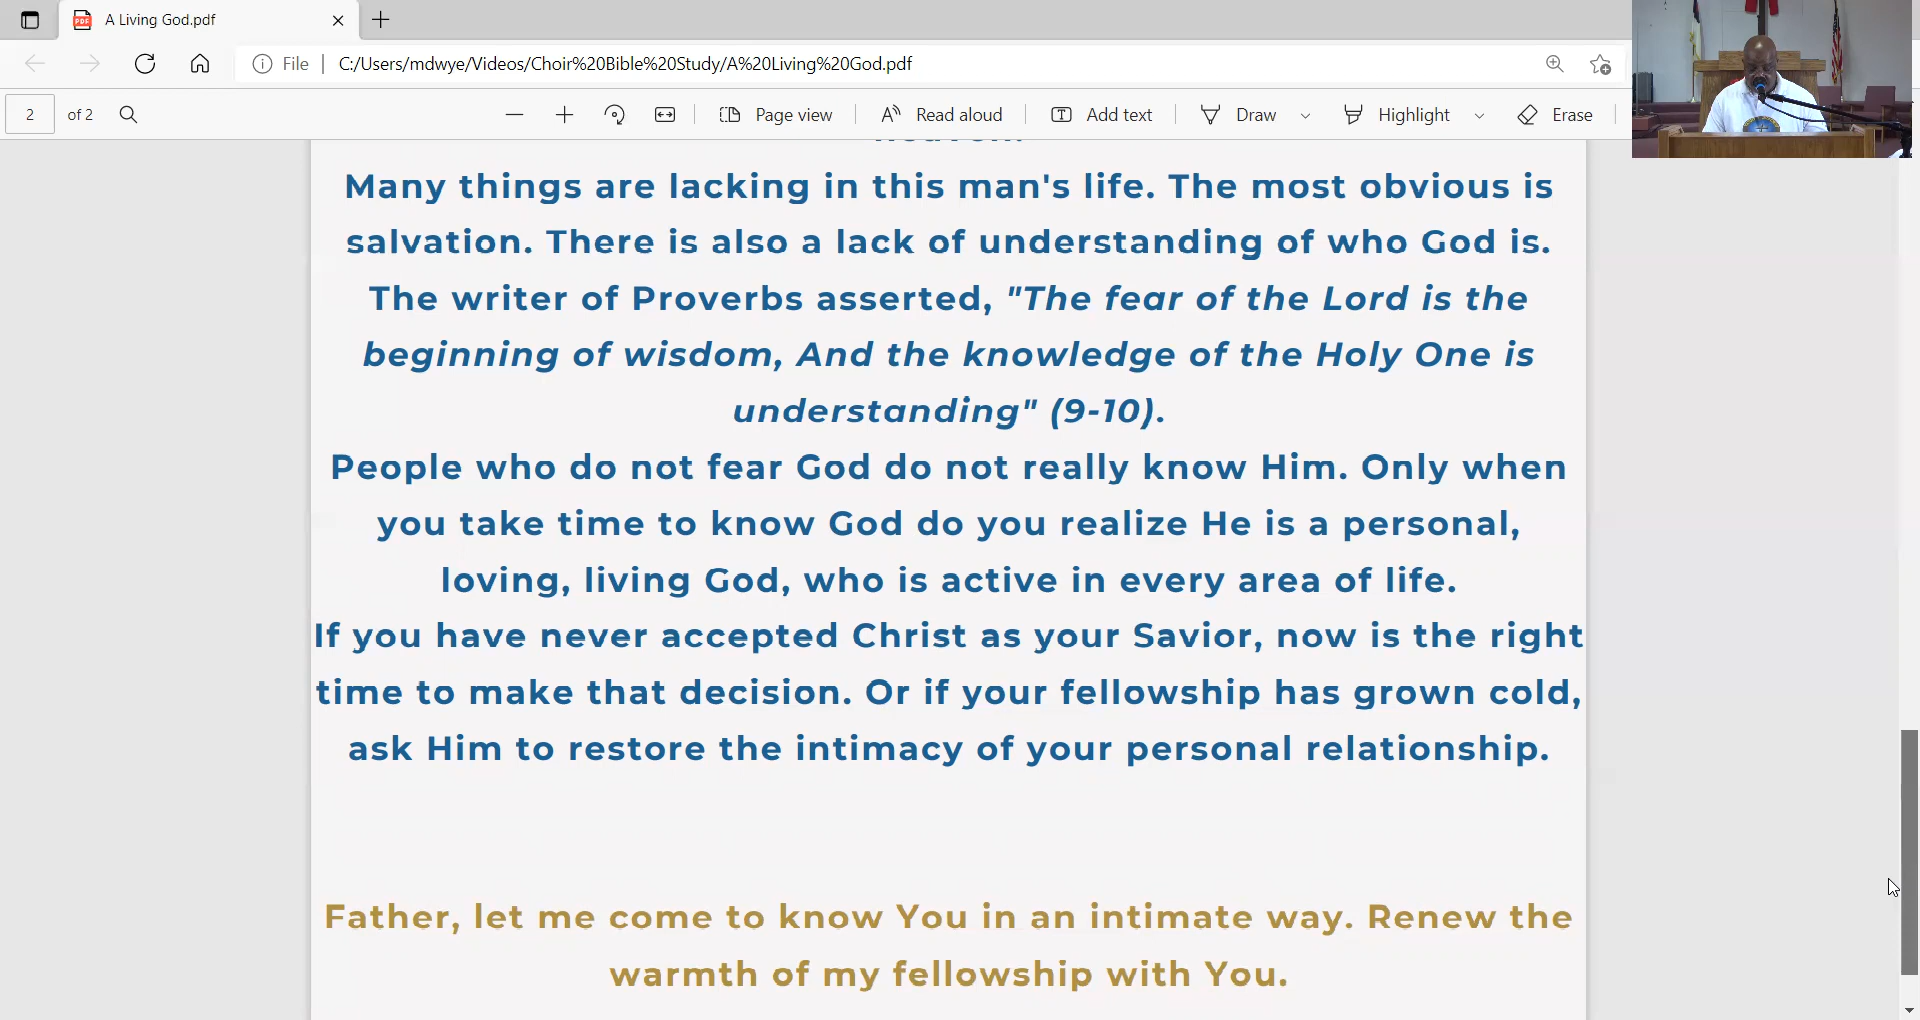 A Living God.pdf
File
C:/Users/mdwye/Videos/Choir%20Bible%20Study/A%20Living%20God.pdf
2 of 2
Page view
Read aloud
Add text
Draw
Highlight
Erase
Many things are lacking in this man's life. The most obvious is
salvation. There is also a lack of understanding of who God is.
The writer of Proverbs asserted, "The fear of the Lord is the
beginning of wisdom, And the knowledge of the Holy One is
understanding" (9-10).
People who do not fear God do not really know Him. Only when
you take time to know God do you realize He is a personal,
loving, living God, who is active in every area of life.
If you have never accepted Christ as your Savior, now is the right
time to make that decision. Or if your fellowship has grown cold,
ask Him to restore the intimacy of your personal relationship.
Father, let me come to know You in an intimate way. Renew the
warmth of my fellowship with You.